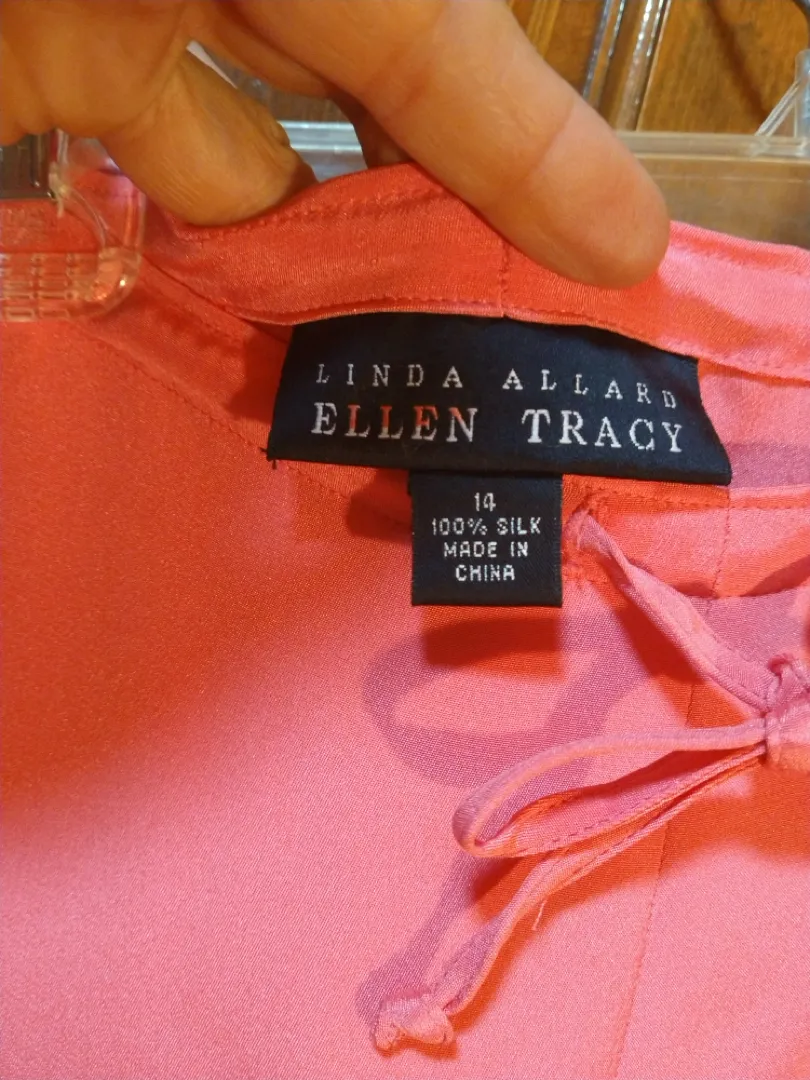 LINDA ALLARD
ELLEN TRACY
14
100% SILK
MADE IN
CHINA